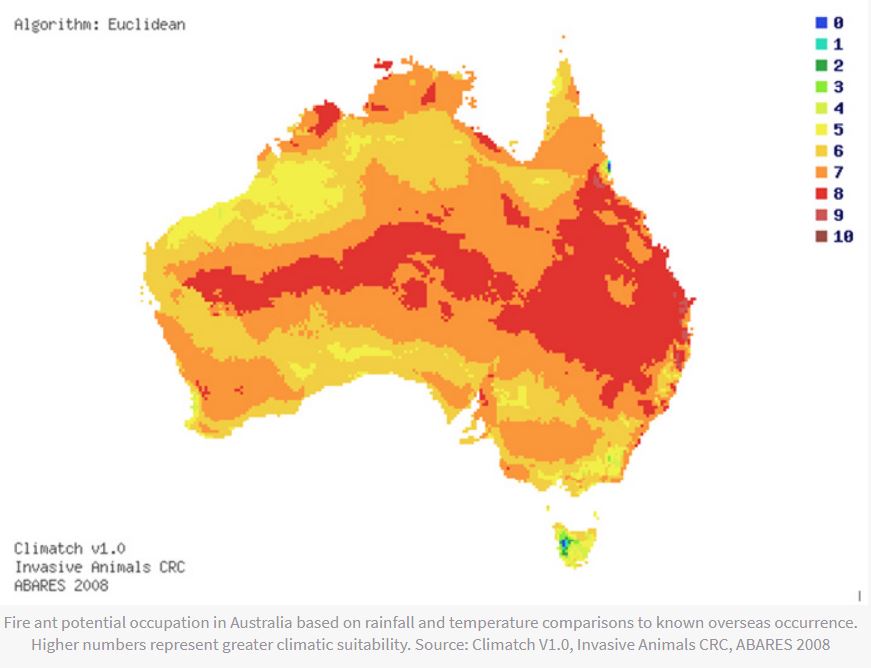 Algorithm: Euclidean
0
1
2
3
4
5
6
7
8
9
10
Climatch v1.0
Invasive Animals CRC
ABARES 2008
Fire ant potential occupation in Australia based on rainfall and temperature comparisons to known overseas occurrence.
Higher numbers represent greater climatic suitability. Source: Climatch V1.0, Invasive Animals CRC, ABARES 2008